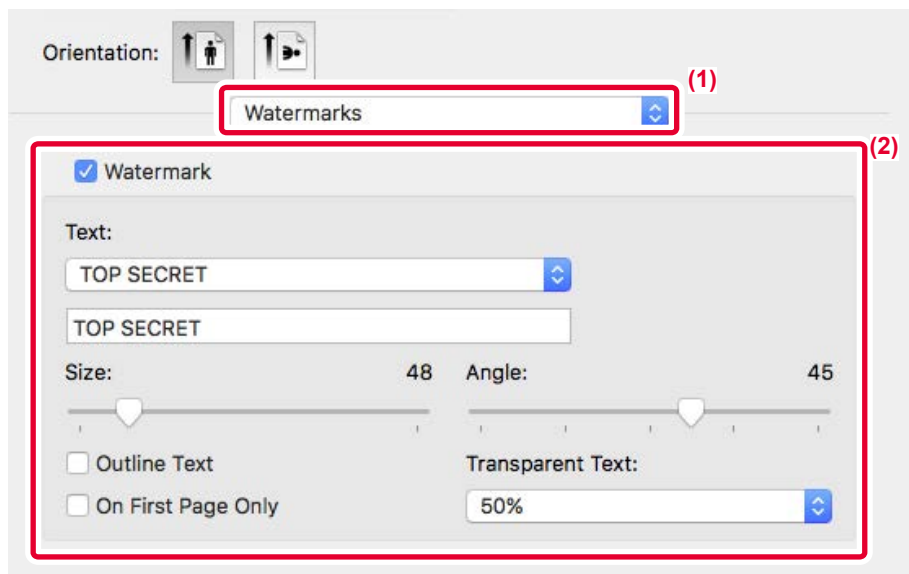 Orientation:
(1)
Watermarks
(2)
Watermark
Text:
TOP SECRET
TOP SECRET
Size: 48 Angle: 45
Outline Text Transparent Text:
On First Page Only 50%